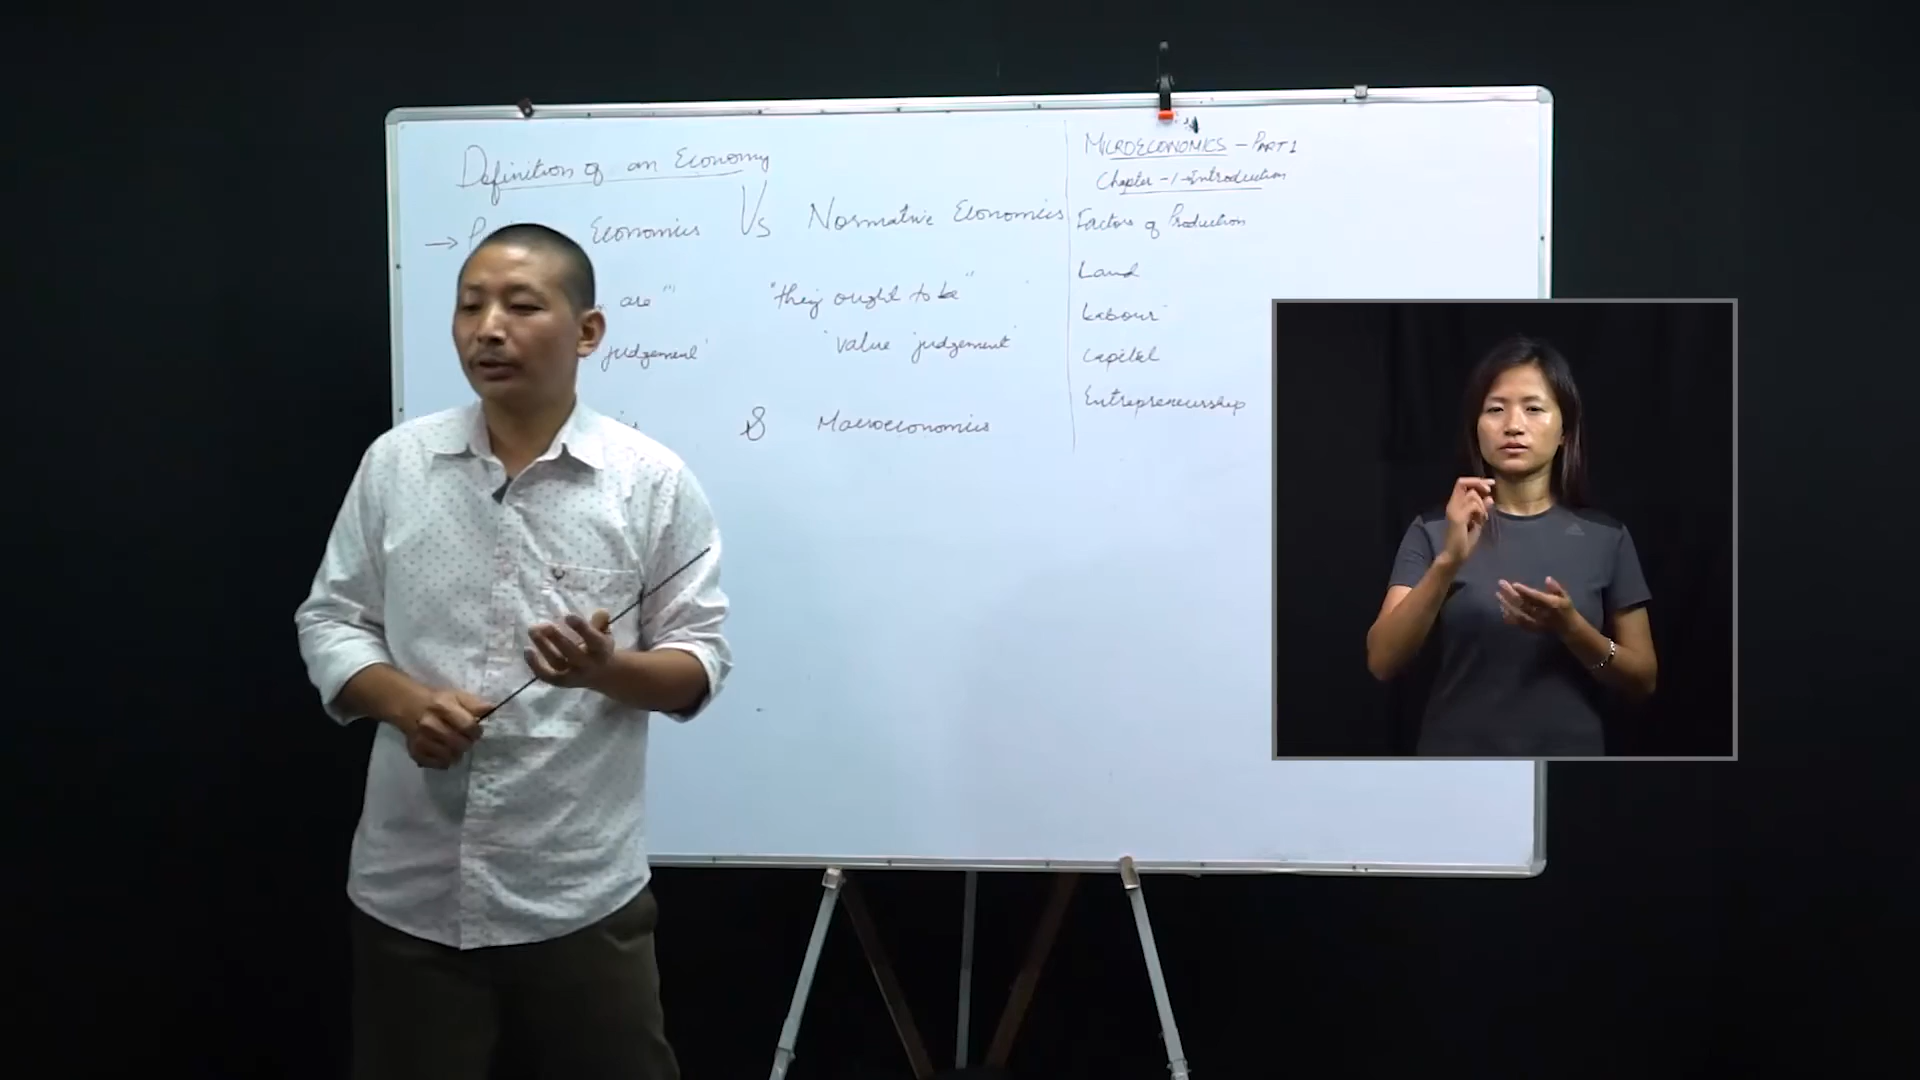 Definition of an Economy
→ Economics Vs Normative Economics
are" "they ought to be"
judgement' 'value judgement'
& Macroeconomics
MICROECONOMICS - PART 1
Chapter -1- Introduction
Factors of Production
Land
Labour
Capital
Entrepreneurship